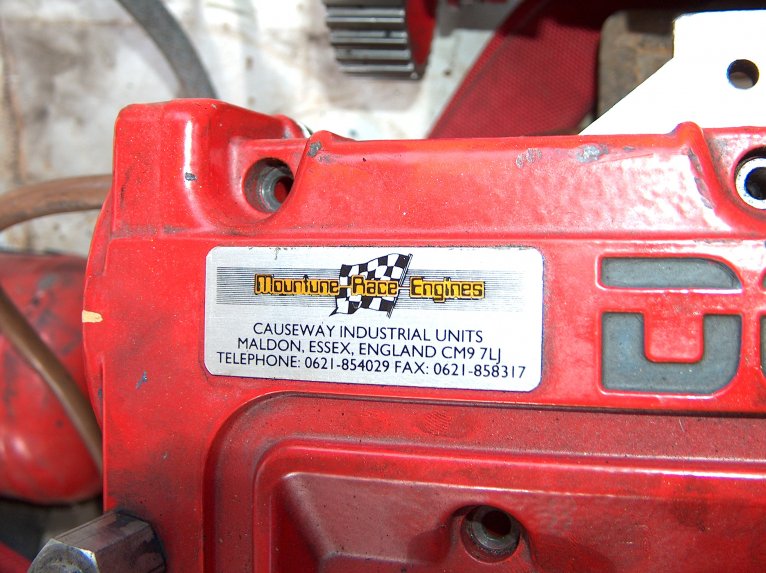 Mountune Race Engines
CAUSEWAY INDUSTRIAL UNITS
MALDON, ESSEX, ENGLAND CM9 7LJ
TELEPHONE: 0621-854029 FAX: 0621-858317